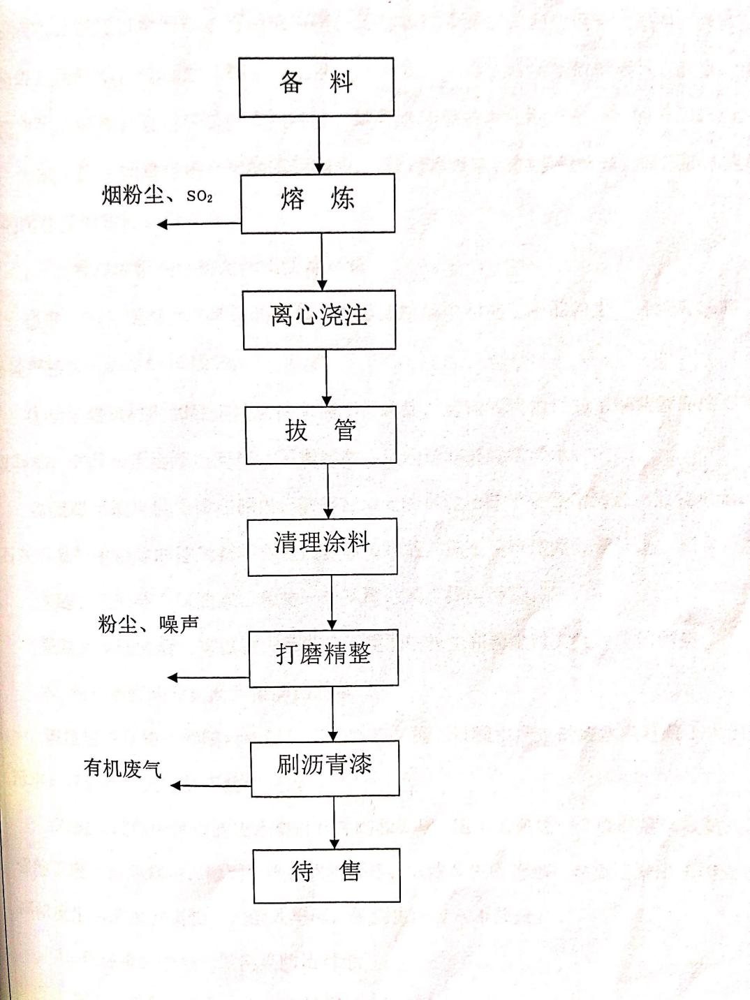 备 料
烟粉尘、SO₂
熔 炼
离心浇注
拔 管
清理涂料
粉尘、噪声
打磨精整
有机废气
刷沥青漆
待 售